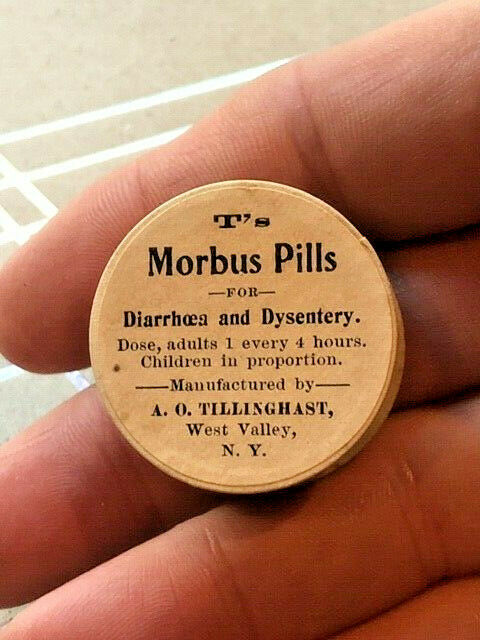 T's
Morbus Pills
—FOR—
Diarrhœa and Dysentery.
Dose, adults 1 every 4 hours.
Children in proportion.
—Manufactured by—
A. O. TILLINGHAST,
West Valley,
N. Y.